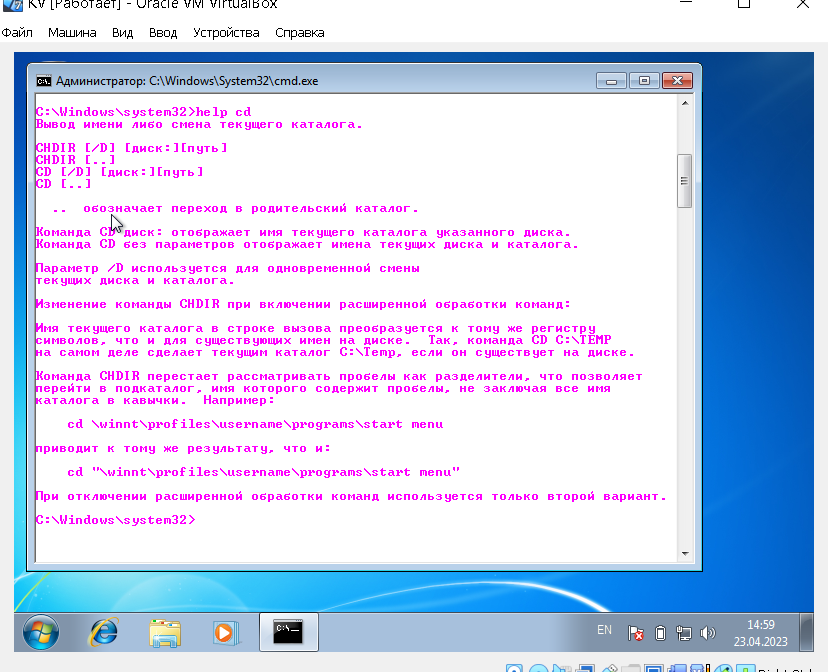 KV [Работает] - Oracle VM VirtualBox
Файл Машина Вид Ввод Устройства Справка
Администратор: C:\Windows\System32\cmd.exe
C:\Windows\system32>help cd
Вывод имени либо смена текущего каталога.
CHDIR [/D] [диск:][путь]
CHDIR [..]
CD [/D] [диск:][путь]
CD [..]
.. обозначает переход в родительский каталог.
Команда CD диск: отображает имя текущего каталога указанного диска.
Команда CD без параметров отображает имена текущих диска и каталога.
Параметр /D используется для одновременной смены
текущих диска и каталога.
Изменение команды CHDIR при включении расширенной обработки команд:
Имя текущего каталога в строке вызова преобразуется к тому же регистру
символов, что и для существующих имен на диске. Так, команда CD C:\TEMP
на самом деле сделает текущим каталог C:\Temp, если он существует на диске.
Команда CHDIR перестает рассматривать пробелы как разделители, что позволяет
перейти в подкаталог, имя которого содержит пробелы, не заключая все имя
каталога в кавычки. Например:
cd \winnt\profiles\username\programs\start menu
приводит к тому же результату, что и:
cd "\winnt\profiles\username\programs\start menu"
При отключении расширенной обработки команд используется только второй вариант.
C:\Windows\system32>
EN
14:59
23.04.2023